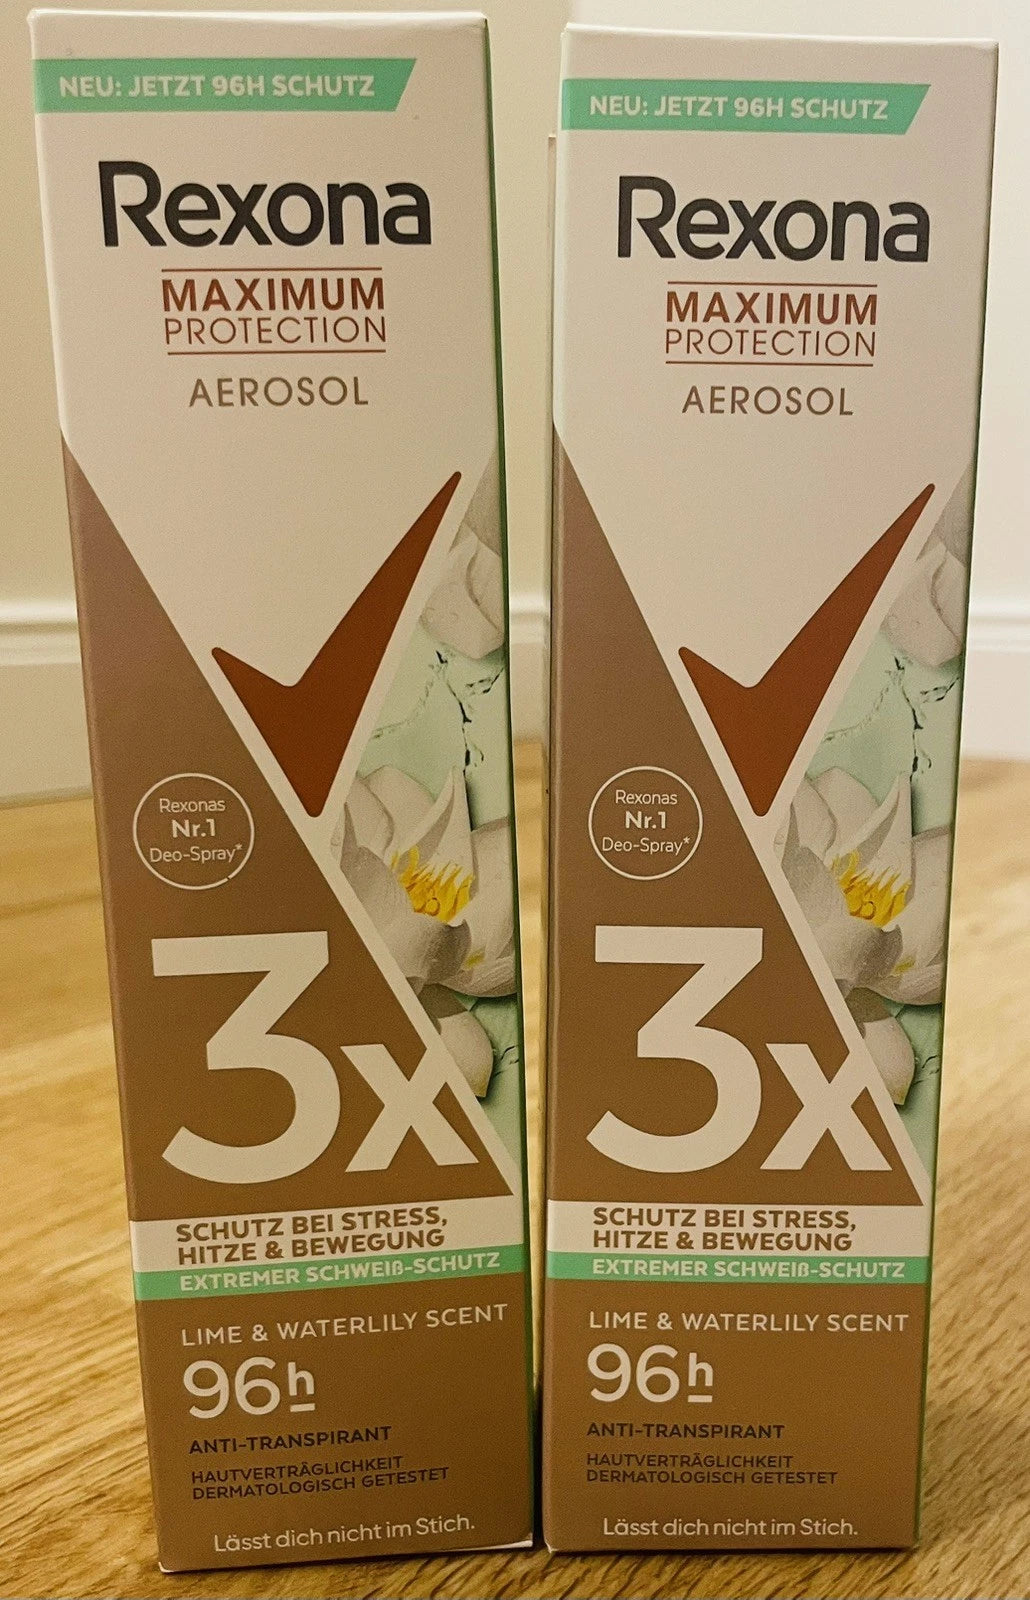 NEU: JETZT 96H SCHUTZ
Rexona
MAXIMUM
PROTECTION
AEROSOL
Rexonas
Nr.1
Deo-Spray*
3x
SCHUTZ BEI STRESS,
HITZE & BEWEGUNG
EXTREMER SCHWEIß-SCHUTZ
LIME & WATERLILY SCENT
96h
ANTI-TRANSPIRANT
HAUTVERTRÄGLICHKEIT
DERMATOLOGISCH GETESTET
Lässt dich nicht im Stich.
NEU: JETZT 96H SCHUTZ
Rexona
MAXIMUM
PROTECTION
AEROSOL
Rexonas
Nr.1
Deo-Spray*
3x
SCHUTZ BEI STRESS,
HITZE & BEWEGUNG
EXTREMER SCHWEIß-SCHUTZ
LIME & WATERLILY SCENT
96h
ANTI-TRANSPIRANT
HAUTVERTRÄGLICHKEIT
DERMATOLOGISCH GETESTET
Lässt dich nicht im Stich.